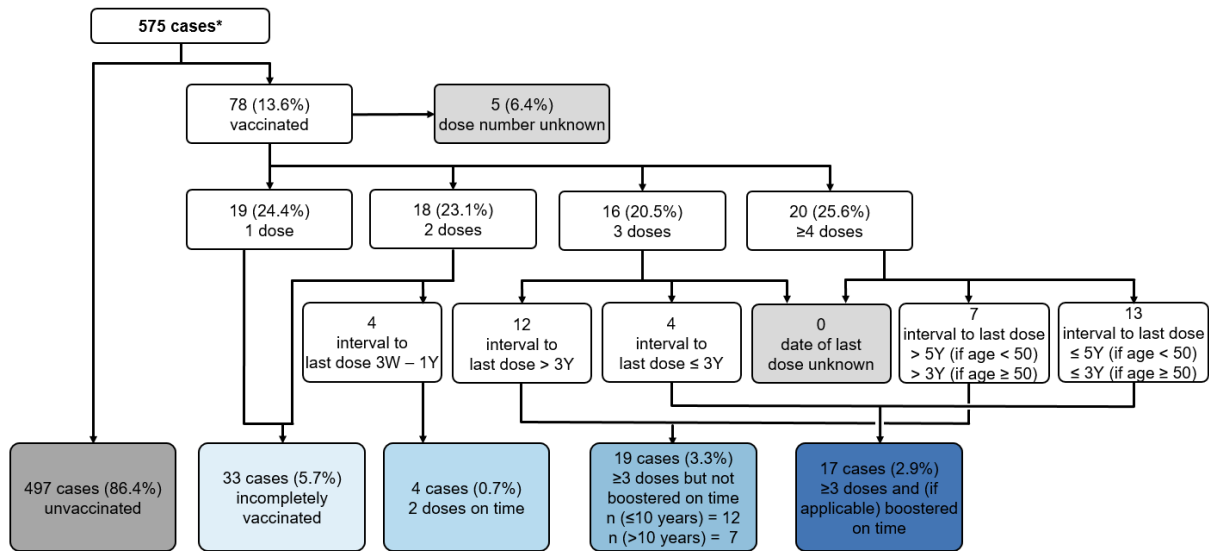 575 cases*
78 (13.6%)
vaccinated
5 (6.4%)
dose number unknown
19 (24.4%)
1 dose
18 (23.1%)
2 doses
16 (20.5%)
3 doses
20 (25.6%)
≥4 doses
4
interval to
last dose 3W – 1Y
12
interval to
last dose > 3Y
4
interval to
last dose ≤ 3Y
0
date of last
dose unknown
7
interval to last dose
> 5Y (if age < 50)
> 3Y (if age ≥ 50)
13
interval to last dose
≤ 5Y (if age < 50)
≤ 3Y (if age ≥ 50)
497 cases (86.4%)
unvaccinated
33 cases (5.7%)
incompletely
vaccinated
4 cases (0.7%)
2 doses on time
19 cases (3.3%)
≥3 doses but not
boostered on time
n (≤10 years) = 12
n (>10 years) = 7
17 cases (2.9%)
≥3 doses and (if
applicable) boostered
on time